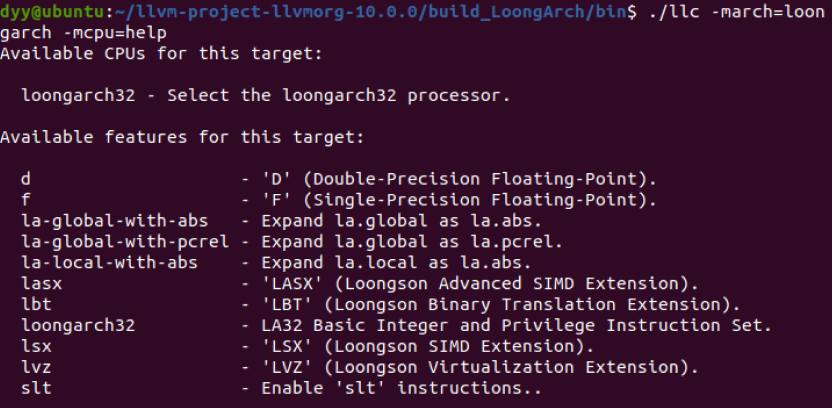 dyy@ubuntu:~/llvm-project-llvmorg-10.0.0/build_LoongArch/bin$ ./llc -march=loon
garch -mcpu=help
Available CPUs for this target:
loongarch32 - Select the loongarch32 processor.
Available features for this target:
d - 'D' (Double-Precision Floating-Point).
f - 'F' (Single-Precision Floating-Point).
la-global-with-abs - Expand la.global as la.abs.
la-global-with-pcrel - Expand la.global as la.pcrel.
la-local-with-abs - Expand la.local as la.abs.
lasx - 'LASX' (Loongson Advanced SIMD Extension).
lbt - 'LBT' (Loongson Binary Translation Extension).
loongarch32 - LA32 Basic Integer and Privilege Instruction Set.
lsx - 'LSX' (Loongson SIMD Extension).
lvz - 'LVZ' (Loongson Virtualization Extension).
slt - Enable 'slt' instructions..